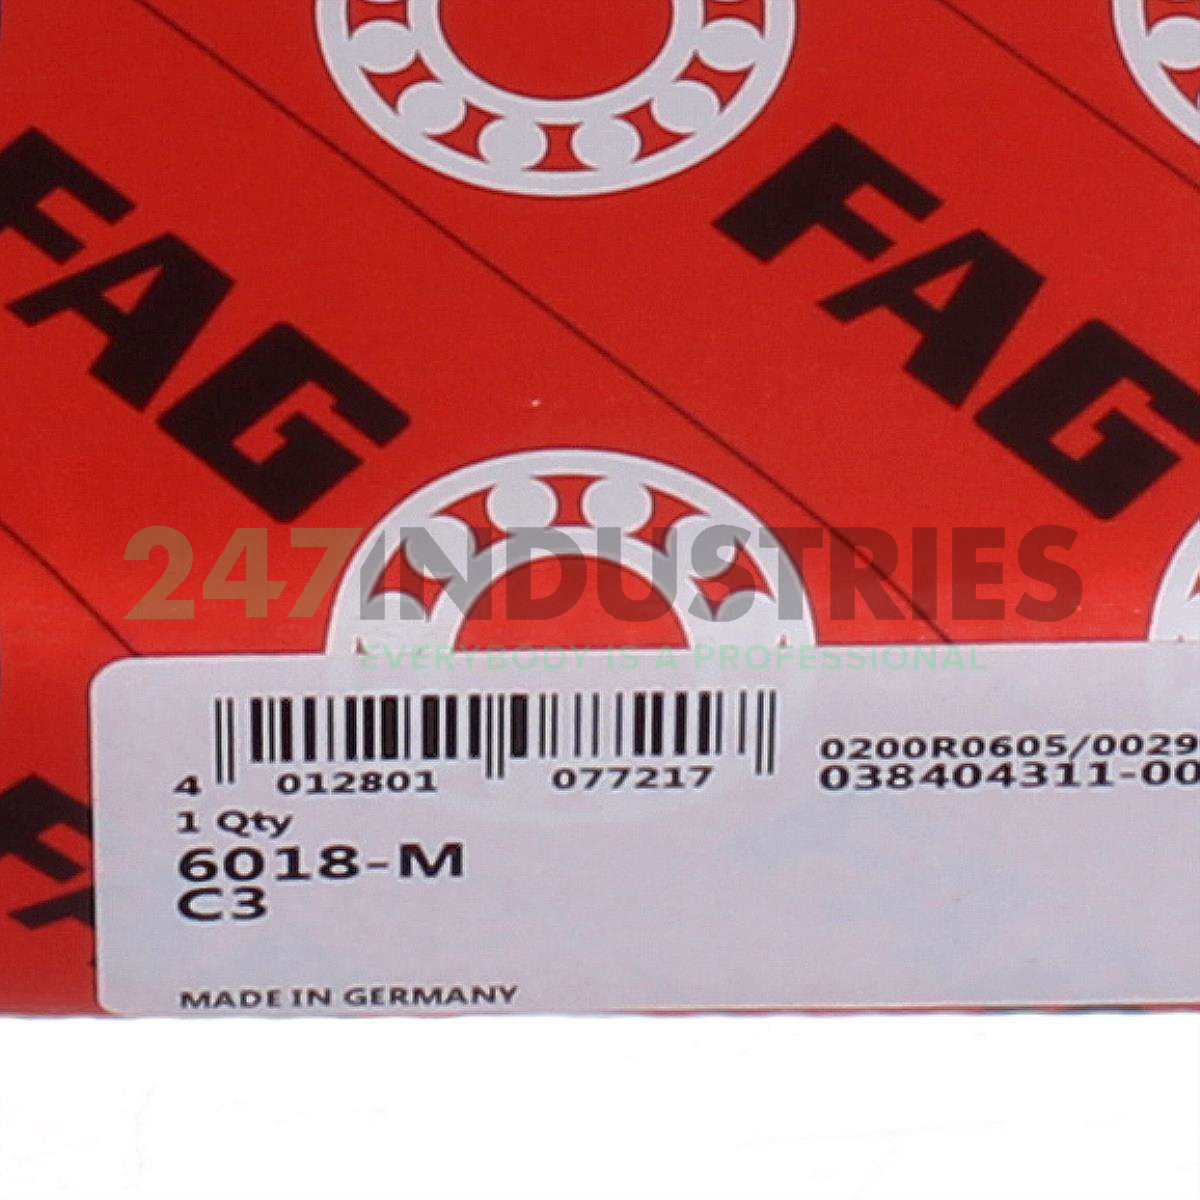 FAG
FAG
247INDUSTRIES
EVERYBODY IS A PROFESSIONAL
4 012801 077217
0200R0605/0029
038404311-00
1 Qty
6018-M
C3
MADE IN GERMANY